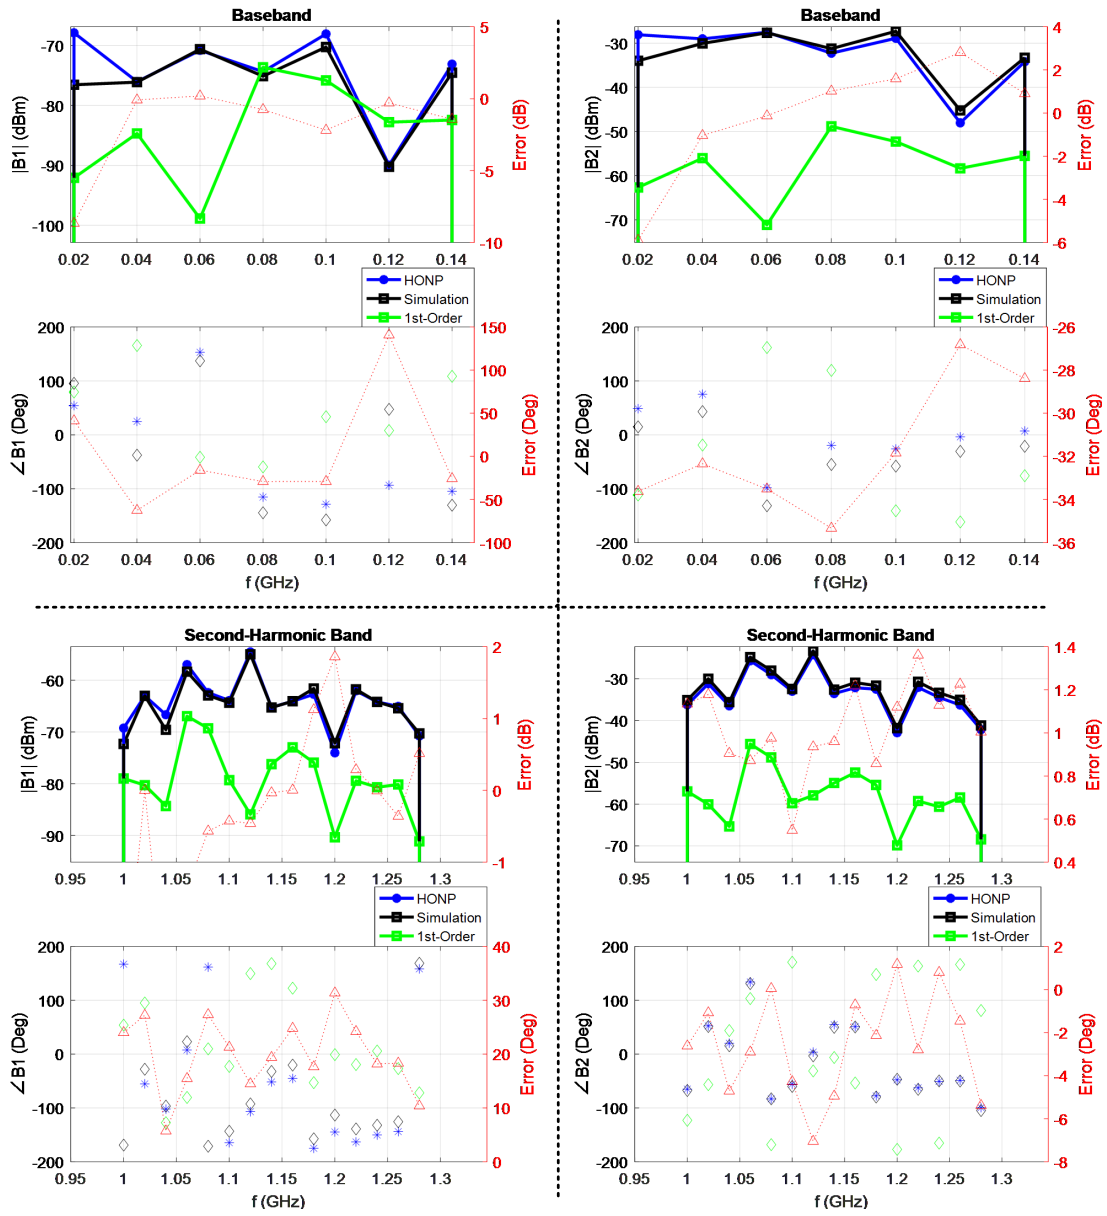 Baseband
-70
-80
-90
-100
|B1| (dBm)
5
0
-5
-10
Error (dB)
0.02 0.04 0.06 0.08 0.1 0.12 0.14
HONP
Simulation
1st-Order
200
100
0
-100
-200
∠B1 (Deg)
150
100
50
0
-50
-100
Error (Deg)
0.02 0.04 0.06 0.08 0.1 0.12 0.14
f (GHz)
Baseband
-30
-40
-50
-60
-70
|B2| (dBm)
4
2
0
-2
-4
-6
Error (dB)
0.02 0.04 0.06 0.08 0.1 0.12 0.14
HONP
Simulation
1st-Order
200
100
0
-100
-200
∠B2 (Deg)
-26
-28
-30
-32
-34
-36
Error (Deg)
0.02 0.04 0.06 0.08 0.1 0.12 0.14
f (GHz)
Second-Harmonic Band
-60
-70
-80
-90
|B1| (dBm)
2
1
0
-1
Error (dB)
0.95 1 1.05 1.1 1.15 1.2 1.25 1.3
HONP
Simulation
1st-Order
200
100
0
-100
-200
∠B1 (Deg)
40
30
20
10
0
Error (Deg)
0.95 1 1.05 1.1 1.15 1.2 1.25 1.3
f (GHz)
Second-Harmonic Band
-30
-40
-50
-60
-70
|B2| (dBm)
1.4
1.2
1
0.8
0.6
0.4
Error (dB)
0.95 1 1.05 1.1 1.15 1.2 1.25 1.3
HONP
Simulation
1st-Order
200
100
0
-100
-200
∠B2 (Deg)
2
0
-2
-4
-6
-8
Error (Deg)
0.95 1 1.05 1.1 1.15 1.2 1.25 1.3
f (GHz)